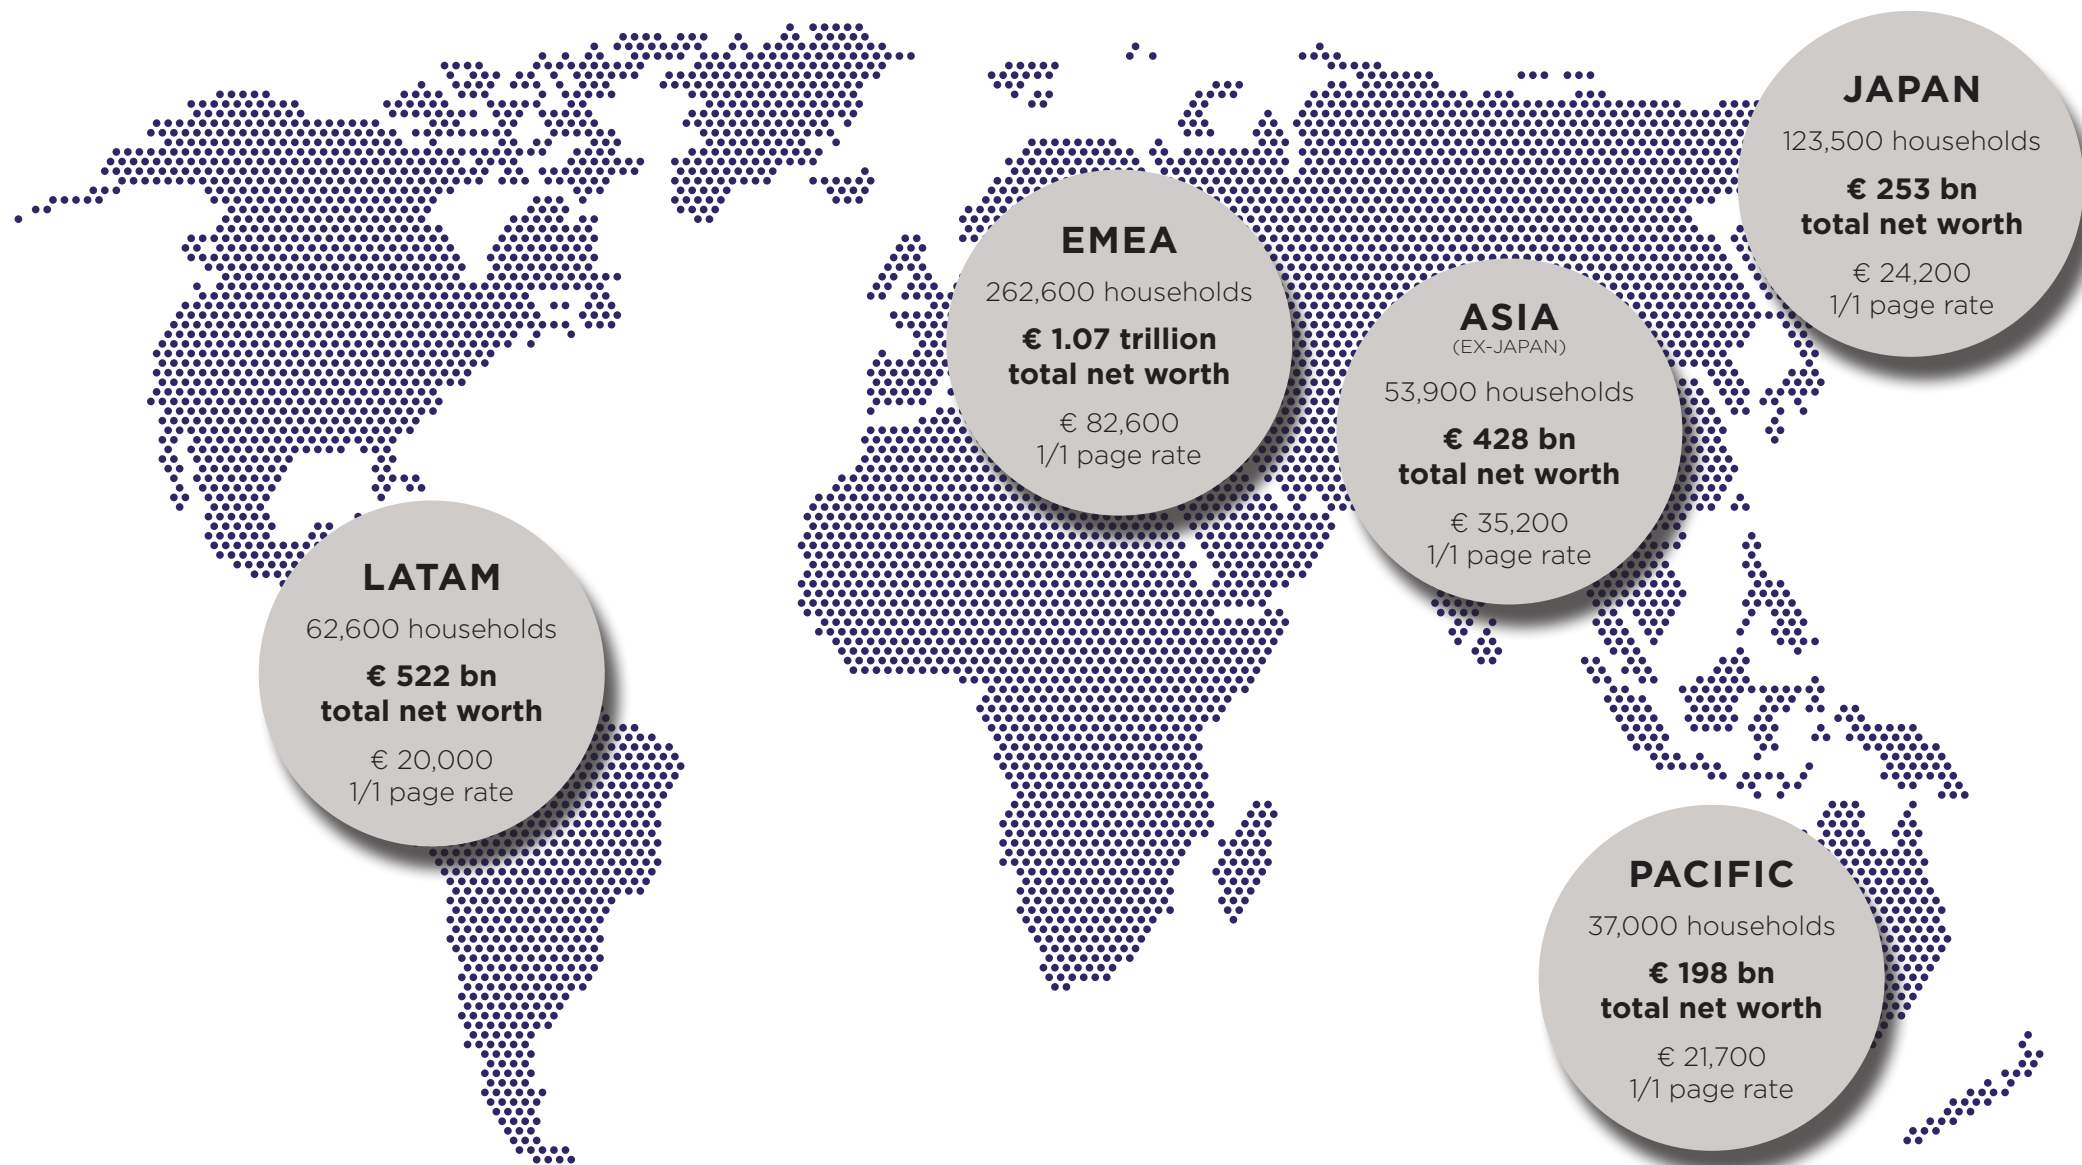 JAPAN
123,500 households
€ 253 bn
total net worth
€ 24,200
1/1 page rate
EMEA
262,600 households
€ 1.07 trillion
total net worth
€ 82,600
1/1 page rate
ASIA
(EX-JAPAN)
53,900 households
€ 428 bn
total net worth
€ 35,200
1/1 page rate
LATAM
62,600 households
€ 522 bn
total net worth
€ 20,000
1/1 page rate
PACIFIC
37,000 households
€ 198 bn
total net worth
€ 21,700
1/1 page rate